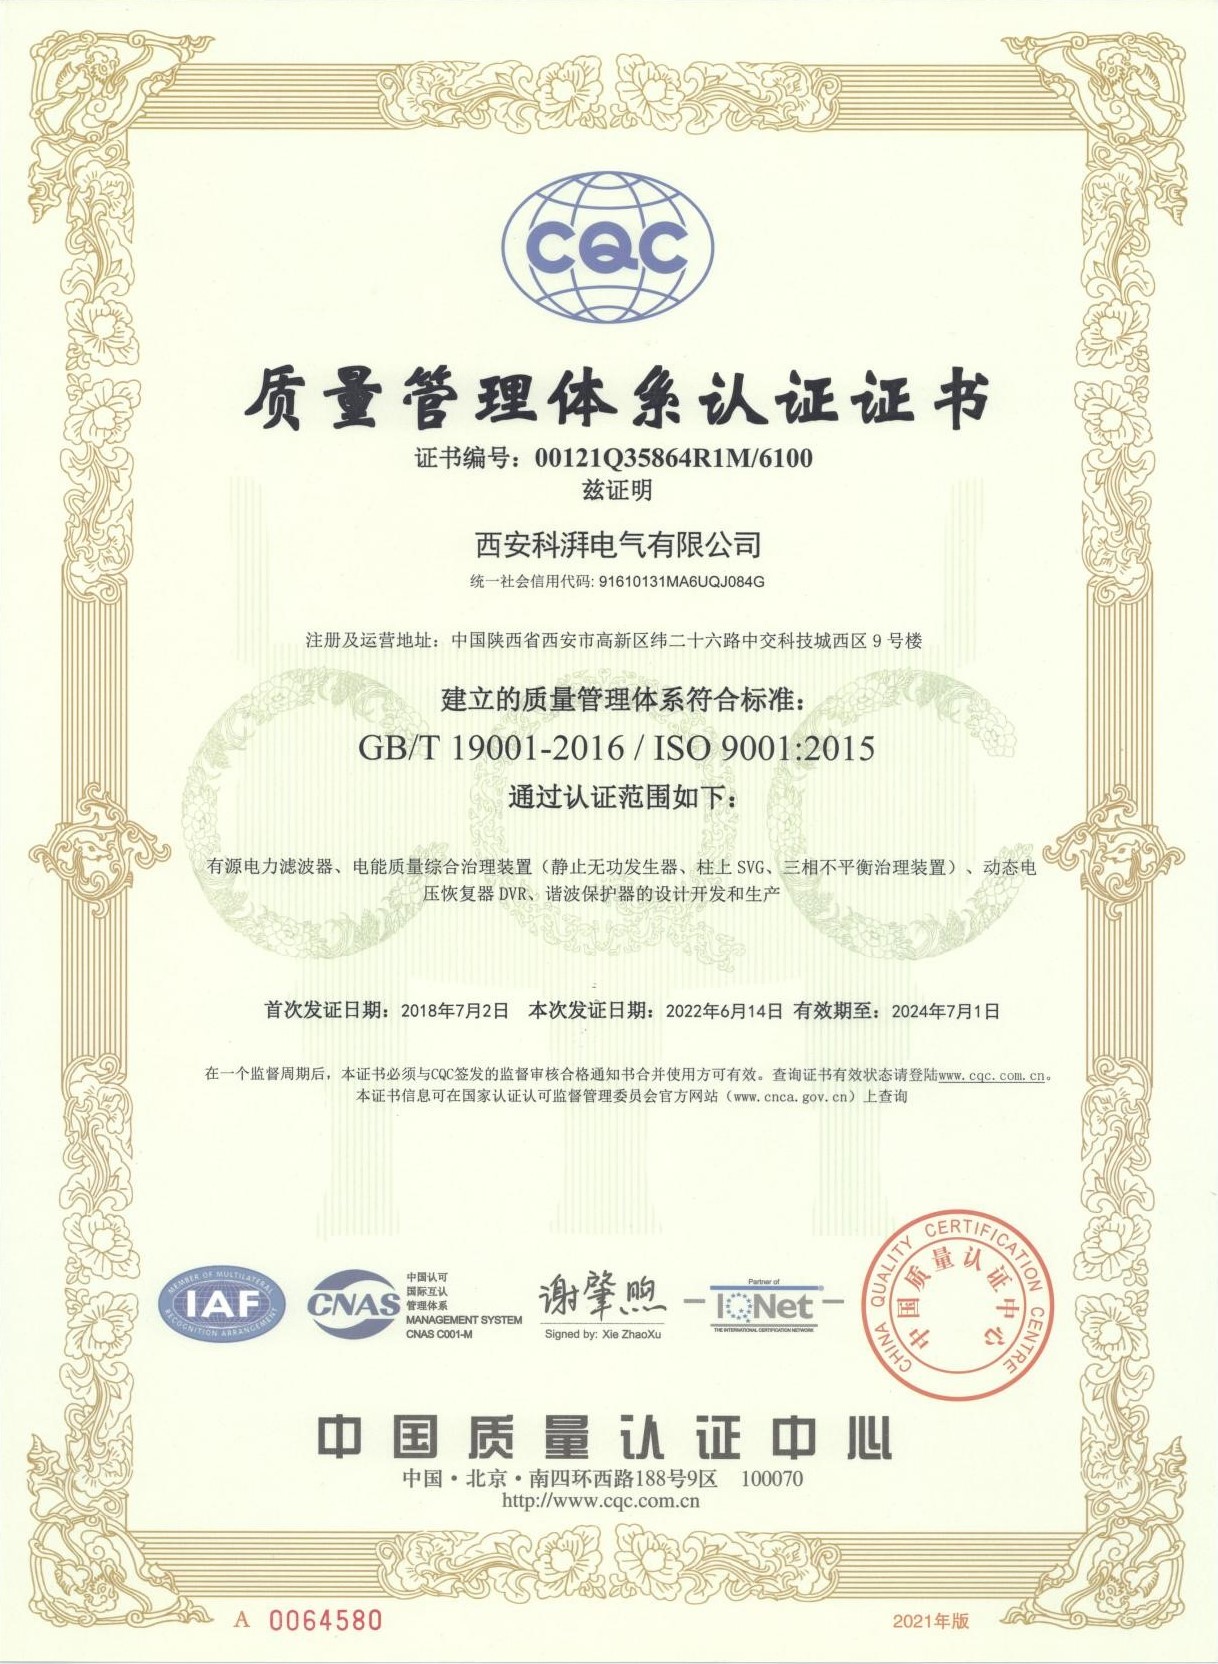 CQC
质量管理体系认证证书
证书编号：00121Q35864R1M/6100
兹证明
西安科湃电气有限公司
统一社会信用代码: 91610131MA6UQJ084G
注册及运营地址：中国陕西省西安市高新区纬二十六路中交科技城西区 9 号楼
建立的质量管理体系符合标准：
GB/T 19001-2016 / ISO 9001:2015
通过认证范围如下：
有源电力滤波器、电能质量综合治理装置（静止无功发生器、柱上 SVG、三相不平衡治理装置）、动态电
压恢复器 DVR、谐波保护器的设计开发和生产
首次发证日期：2018年7月2日 本次发证日期：2022年6月14日 有效期至：2024年7月1日
在一个监督周期后，本证书必须与CQC签发的监督审核合格通知书合并使用方可有效。查询证书有效状态请登陆www.cqc.com.cn。
本证书信息可在国家认证认可监督管理委员会官方网站（www.cnca.gov.cn）上查询
MEMBER OF MULTILATERAL
IAF
RECOGNITION ARRANGEMENT
CNAS
中国认可
国际互认
管理体系
MANAGEMENT SYSTEM
CNAS C001-M
谢肇煦
Signed by: Xie ZhaoXu
Partner of
IQNet
THE INTERNATIONAL CERTIFICATION NETWORK
CHINA QUALITY CERTIFICATION CENTRE
中国质量认证中心
中国质量认证中心
中国·北京·南四环西路188号9区 100070
http://www.cqc.com.cn
A 0064580
2021年版